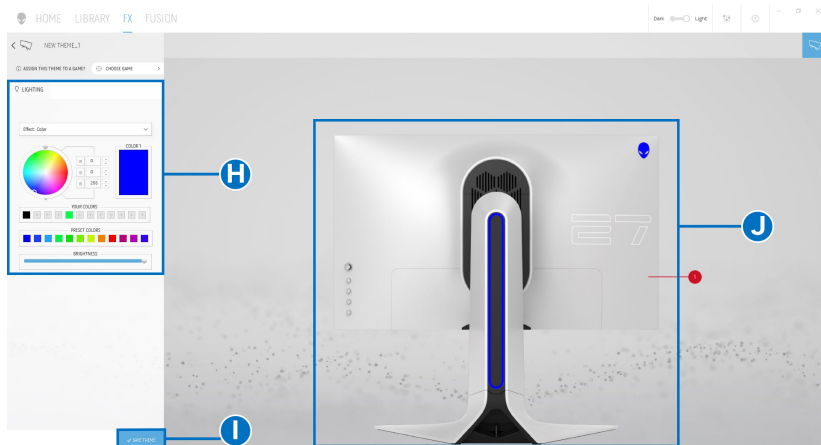 HOME LIBRARY FX FUSION
Dark Light
NEW THEME_1
ASSIGN THIS THEME TO A GAME? CHOOSE GAME
LIGHTING
Effect: Color
COLOR 1
R 0
G 0
B 255
YOUR COLORS
PRESET COLORS
BRIGHTNESS
SAVE THEME
H
I
J
27
1